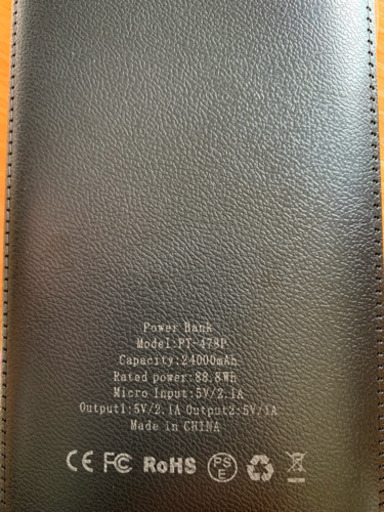 Power Bank
Model:PT-478P
Capacity:24000mAh
Rated power:88.8Wh
Micro Input:5V/2.1A
Output1:5V/2.1A Output2:5V/1A
Made in CHINA
CE FC RoHS PSE